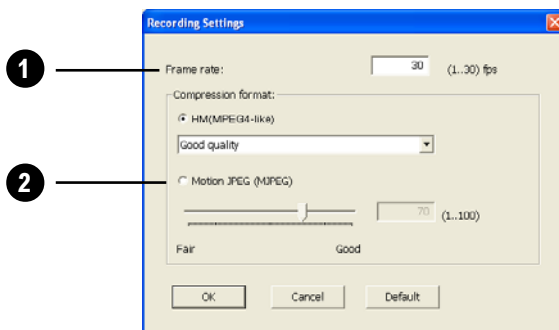 Recording Settings
1
Frame rate: 30 (1..30) fps
Compression format:
HM(MPEG4-like)
Good quality
2
Motion JPEG (MJPEG)
70 (1..100)
Fair Good
OK Cancel Default